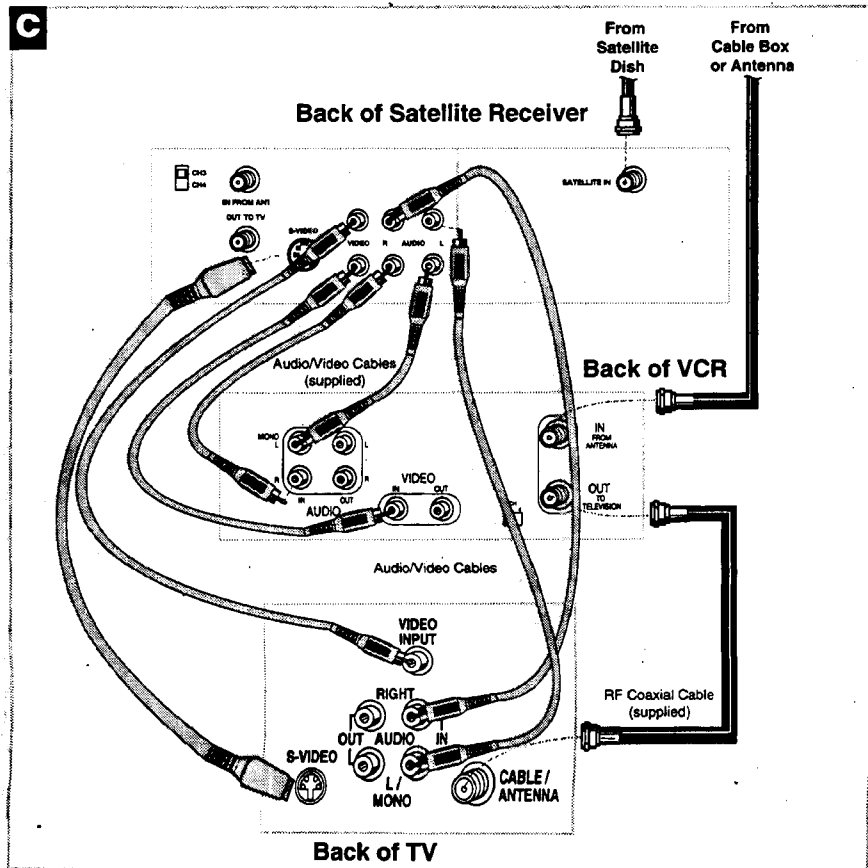 C
From
Satellite
Dish
From
Cable Box
or Antenna
Back of Satellite Receiver
CH3
CH4
IN FROM ANT
OUT TO TV
SATELLITE IN
S-VIDEO
VIDEO R AUDIO L
Audio/Video Cables
(supplied)
Back of VCR
MONO
L
L
R
R
IN
OUT
AUDIO
VIDEO
IN
OUT
IN
FROM
ANTENNA
OUT
TO
TELEVISION
Audio/Video Cables
VIDEO
INPUT
RIGHT
OUT AUDIO IN
S-VIDEO
L /
MONO
CABLE /
ANTENNA
RF Coaxial Cable
(supplied)
Back of TV